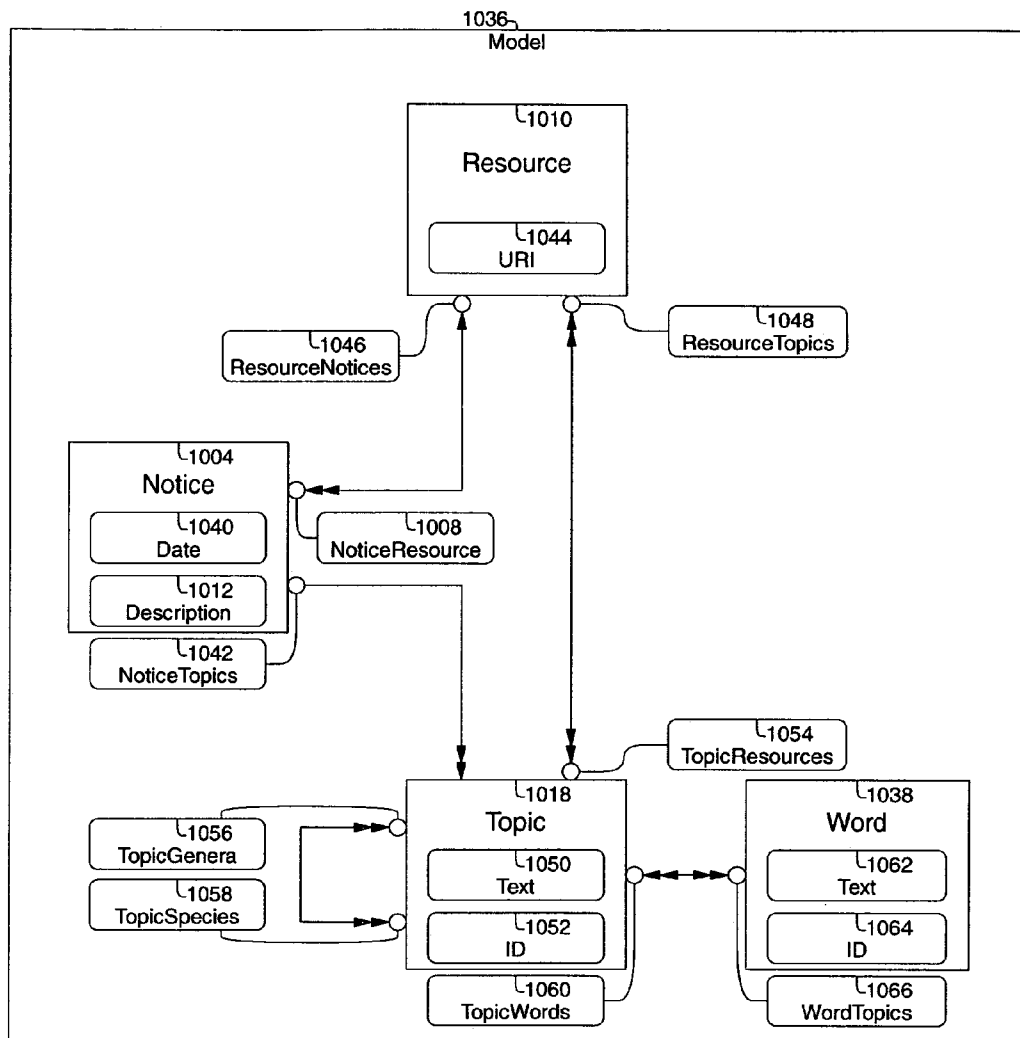 1036
Model
1010
Resource
1044
URI
1046
ResourceNotices
1048
ResourceTopics
1004
Notice
1040
Date
1008
NoticeResource
1012
Description
1042
NoticeTopics
1054
TopicResources
1018
Topic
1038
Word
1056
TopicGenera
1050
Text
1062
Text
1058
TopicSpecies
1052
ID
1064
ID
1060
TopicWords
1066
WordTopics